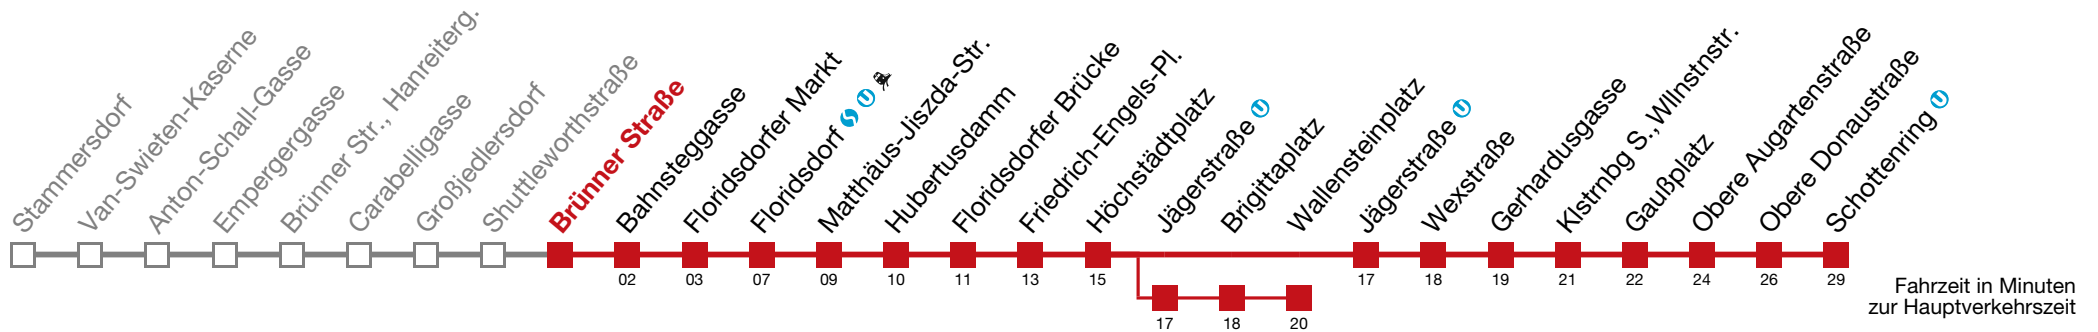 Stammersdorf
Van-Swieten-Kaserne
Anton-Schall-Gasse
Empergergasse
Brünner Str., Hanreiterg.
Carabelligasse
Großjedlersdorf
Shuttleworthstraße
Brünner Straße
Bahnsteggasse
Floridsdorfer Markt
Floridsdorf S U
Matthäus-Jiszda-Str.
Hubertusdamm
Floridsdorfer Brücke
Friedrich-Engels-Pl.
Höchstädtplatz
Jägerstraße U
Brigittaplatz
Wallensteinplatz
Jägerstraße U
Wexstraße
Gerhardusgasse
Klstrnbg S., Wllnstnstr.
Gaußplatz
Obere Augartenstraße
Obere Donaustraße
Schottenring U
02 03 07 09 10 11 13 15 17 18 19 21 22 24 26 29
17 18 20
Fahrzeit in Minuten
zur Hauptverkehrszeit